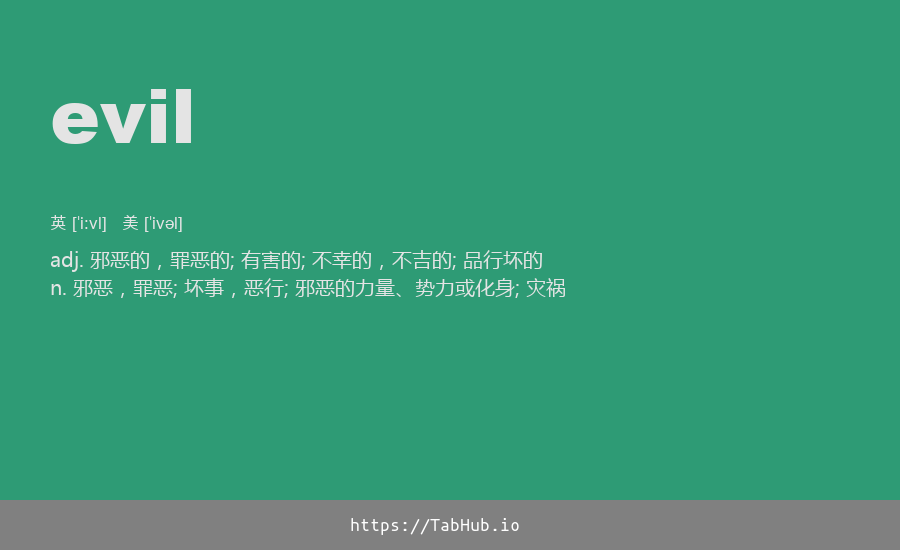 evil
英 [ˈiːvl] 美 [ˈivəl]
adj. 邪恶的，罪恶的; 有害的; 不幸的，不吉的; 品行坏的
n. 邪恶，罪恶; 坏事，恶行; 邪恶的力量、势力或化身; 灾祸
https://TabHub.io